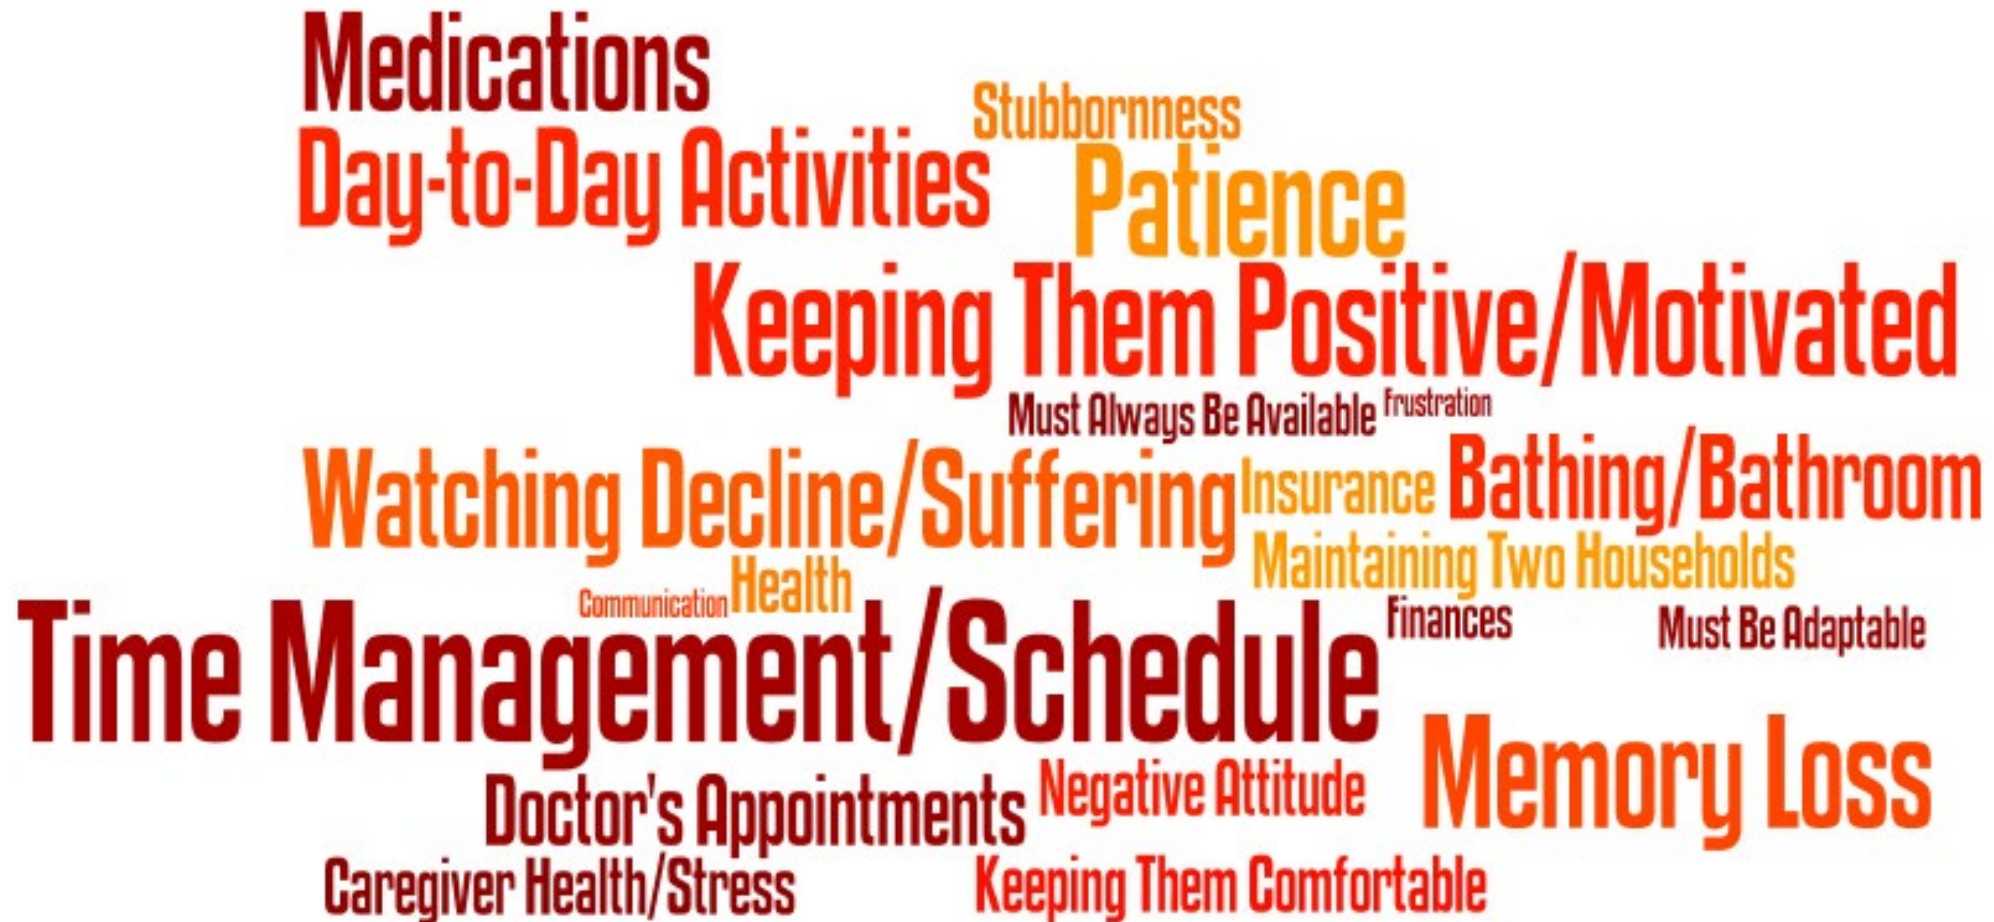 Medications
Stubbornness
Day-to-Day Activities
Patience
Keeping Them Positive/Motivated
Must Always Be Available
Frustration
Watching Decline/Suffering
Insurance
Bathing/Bathroom
Maintaining Two Households
Communication
Health
Time Management/Schedule
Finances
Must Be Adaptable
Memory Loss
Doctor's Appointments
Negative Attitude
Caregiver Health/Stress
Keeping Them Comfortable